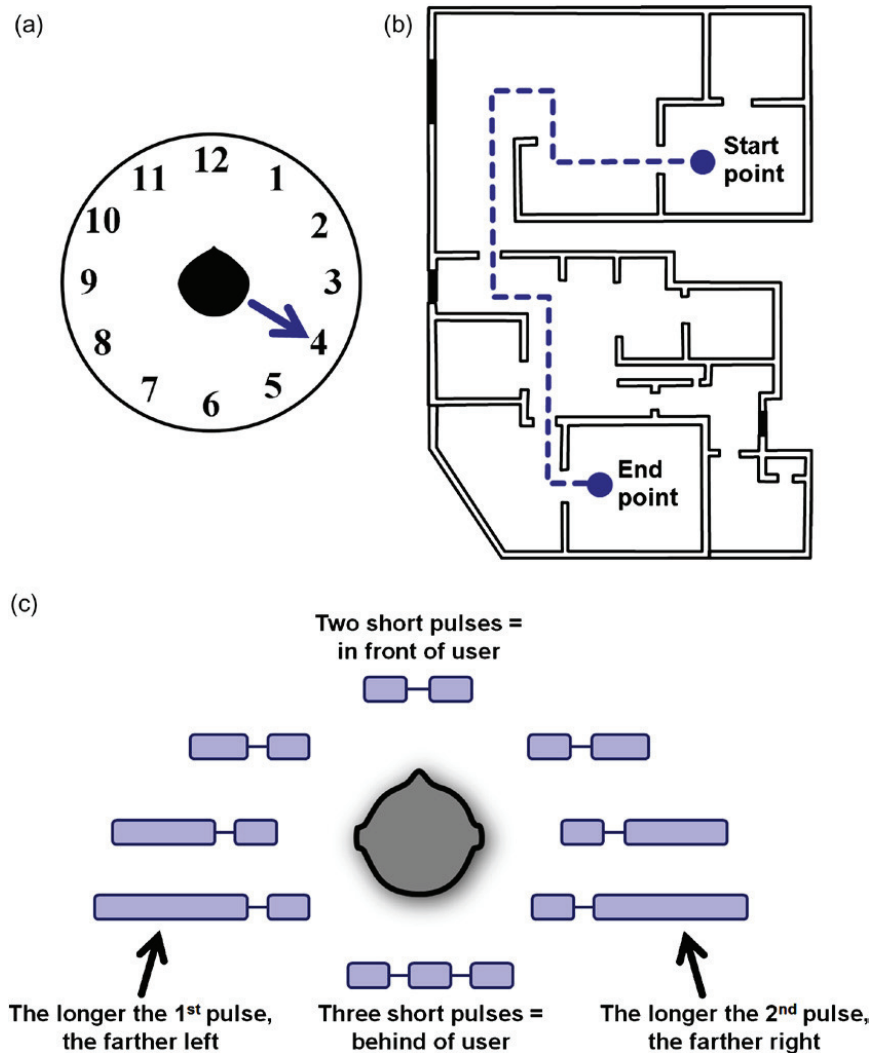 (a)
12
11
1
10
2
9
3
8
4
7
5
6
(b)
Start
point
End
point
(c)
Two short pulses =
in front of user
The longer the 1st pulse,
the farther left
Three short pulses =
behind of user
The longer the 2nd pulse,
the farther right